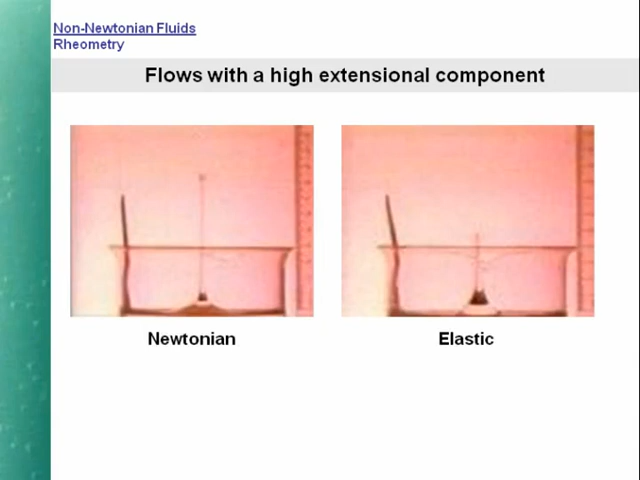 Non-Newtonian Fluids
Rheometry
Flows with a high extensional component
Newtonian
Elastic